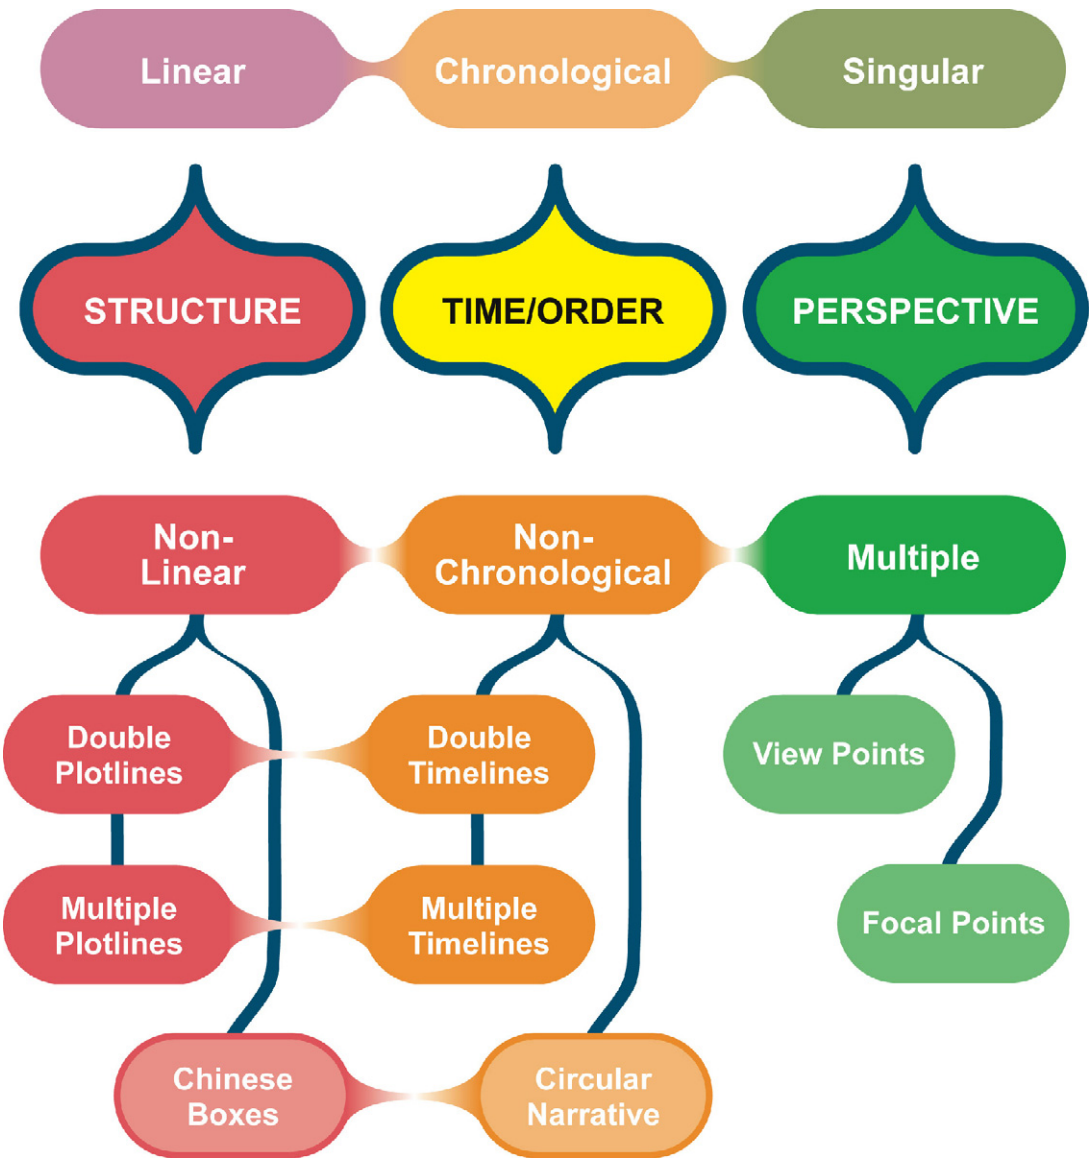 Linear
Chronological
Singular
STRUCTURE
TIME/ORDER
PERSPECTIVE
Non-
Linear
Non-
Chronological
Multiple
Double
Plotlines
Double
Timelines
View Points
Multiple
Plotlines
Multiple
Timelines
Focal Points
Chinese
Boxes
Circular
Narrative